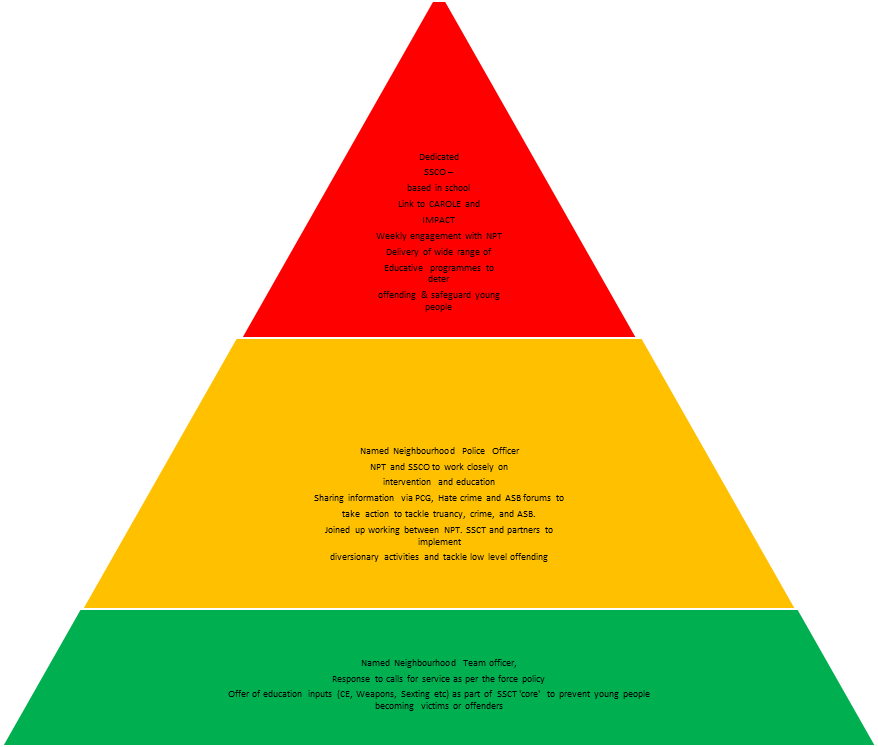 Dedicated
SSCO –
based in school
Link to CAROLE and
IMPACT
Weekly engagement with NPT
Delivery of wide range of
Educative programmes to
deter
offending & safeguard young
people
Named Neighbourhood Police Officer
NPT and SSCO to work closely on
intervention and education
Sharing information via PCG, Hate crime and ASB forums to
take action to tackle truancy, crime, and ASB.
Joined up working between NPT. SSCT and partners to
implement
diversionary activities and tackle low level offending
Named Neighbourhood Team officer,
Response to calls for service as per the force policy
Offer of education inputs (CE, Weapons, Sexting etc) as part of SSCT 'core' to prevent young people
becoming victims or offenders